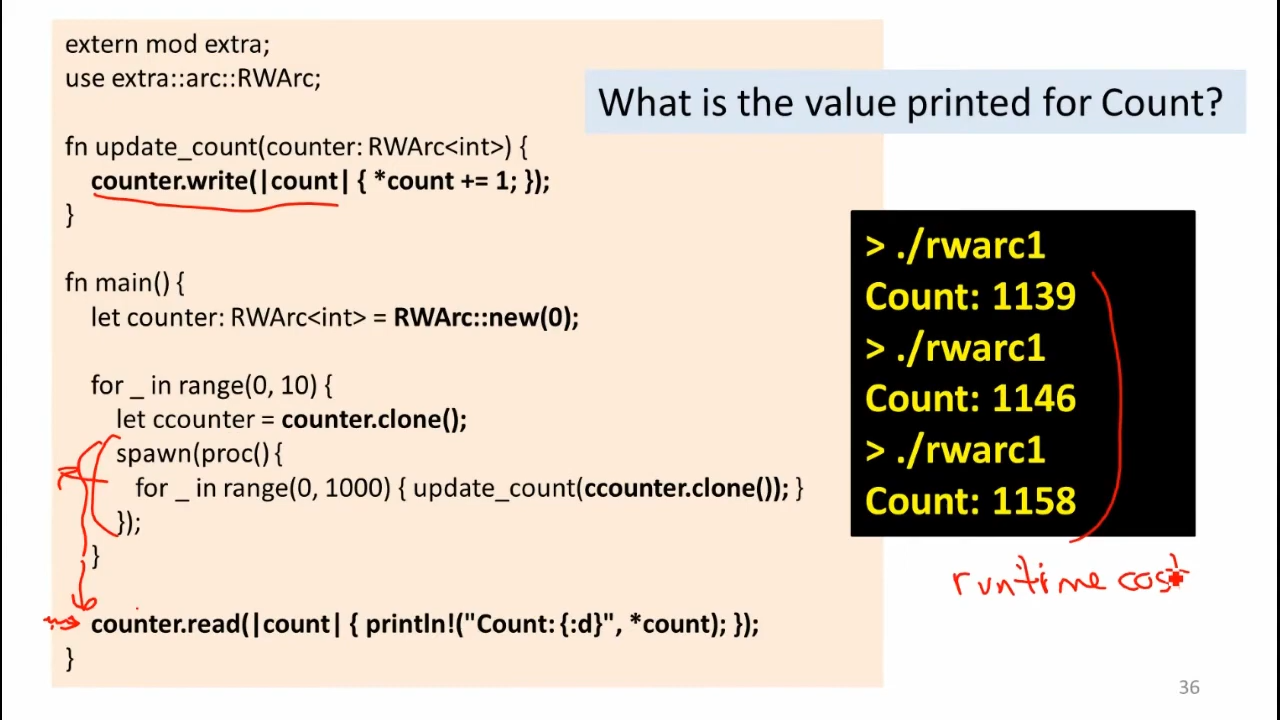 extern mod extra;
use extra::arc::RWArc;
What is the value printed for Count?
fn update_count(counter: RWArc<int>) {
counter.write(|count| { *count += 1; });
}
fn main() {
let counter: RWArc<int> = RWArc::new(0);
for _ in range(0, 10) {
let ccounter = counter.clone();
spawn(proc() {
for _ in range(0, 1000) { update_count(ccounter.clone()); }
});
}
counter.read(|count| { println!("Count: {:d}", *count); });
}
> ./rwarc1
Count: 1139
> ./rwarc1
Count: 1146
> ./rwarc1
Count: 1158
runtime cost
36